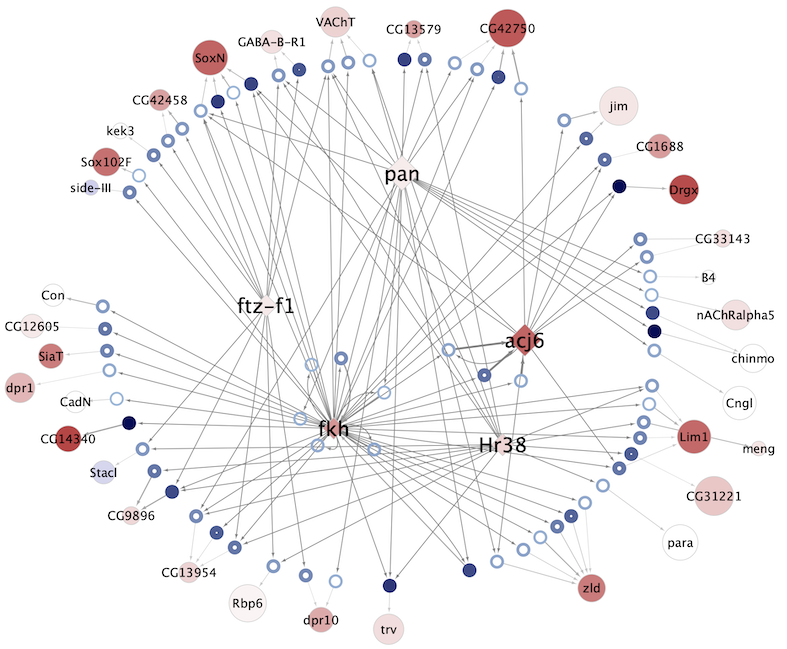 VAChT
CG13579
CG42750
GABA-B-R1
SoxN
CG42458
jim
kek3
CG1688
Sox102F
pan
side-III
Drgx
CG33143
B4
Con
ftz-f1
nAChRalpha5
CG12605
acj6
SiaT
chinmo
dpr1
CadN
Cngl
fkh
CG14340
Hr38
Lim1
meng
StacI
CG31221
CG9896
para
CG13954
zld
Rbp6
dpr10
trv